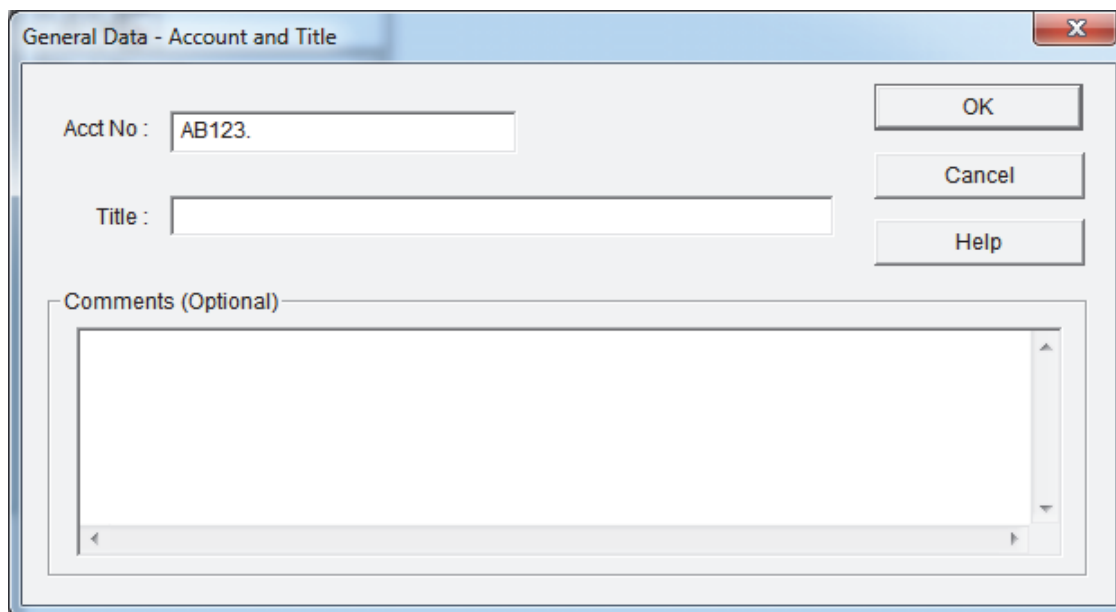 General Data - Account and Title
Acct No : AB123.
OK
Cancel
Title :
Help
Comments (Optional)